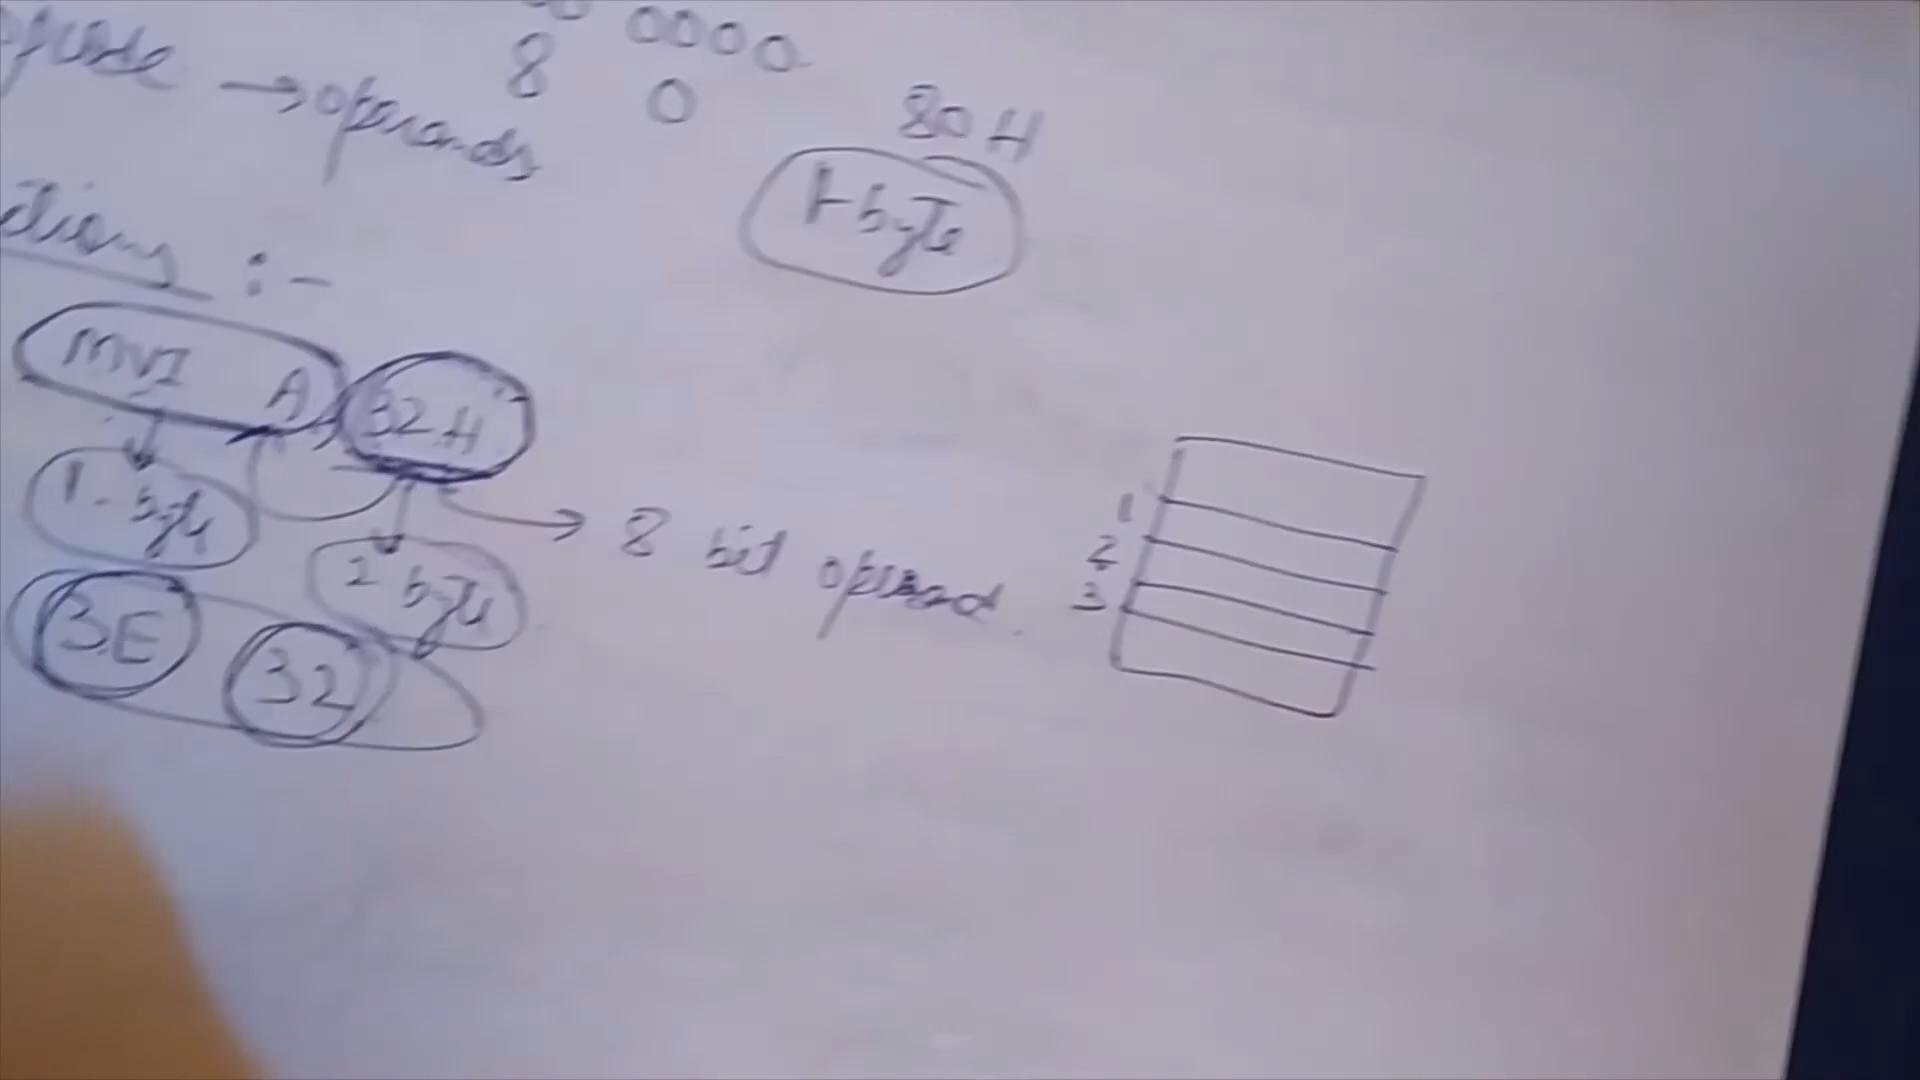 0000
8 0
opcode → operands 80 H
1-byte
:-
MVI A, 32H
1-byte
2 byte → 8 bit operand.
3E 32
1
2
3